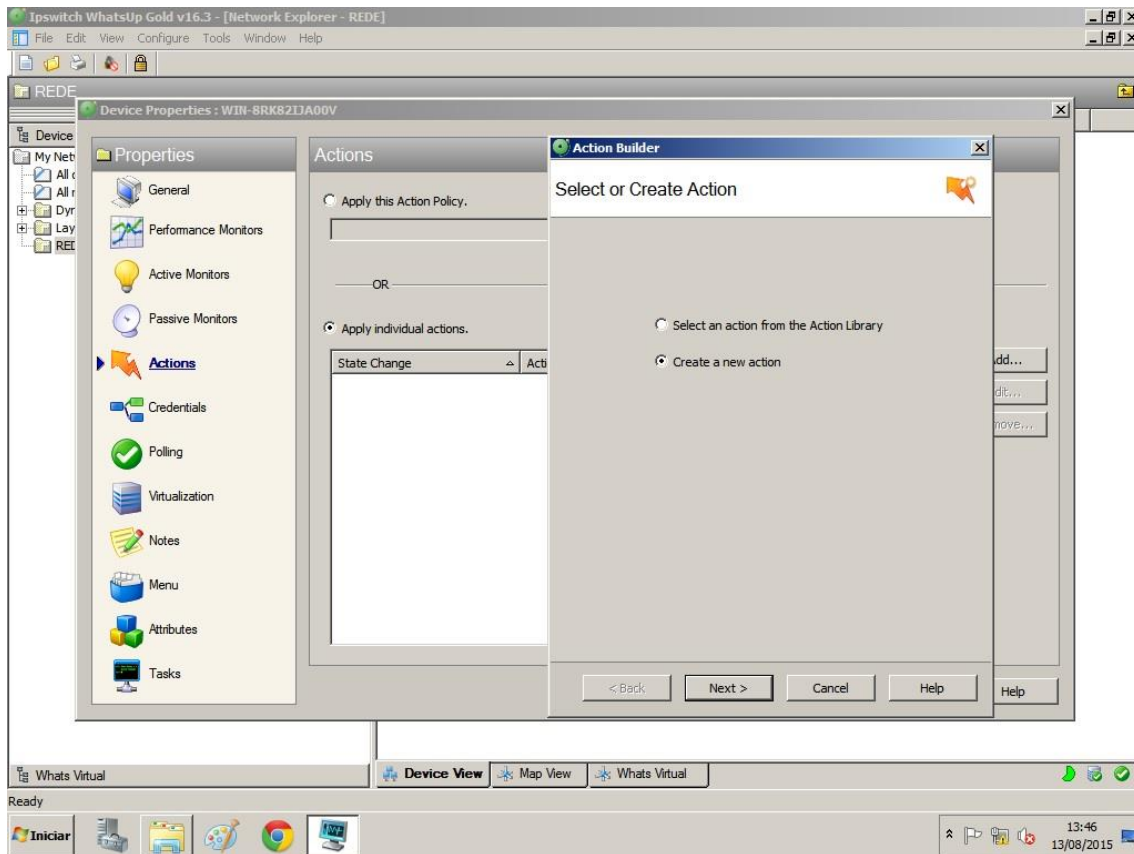 Ipswitch WhatsUp Gold v16.3 - [Network Explorer - REDE]
File Edit View Configure Tools Window Help
REDE
Device Properties : WIN-8RK82IJA00V
Device
My Net
All
All
Dyn
Lay
RED
Properties
General
Performance Monitors
Active Monitors
Passive Monitors
Actions
Credentials
Polling
Virtualization
Notes
Menu
Attributes
Tasks
Actions
Apply this Action Policy.
OR
Apply individual actions.
State Change Acti
Action Builder
Select or Create Action
Select an action from the Action Library
Create a new action
< Back Next > Cancel Help
dd...
dit...
move...
Help
Whats Virtual
Device View Map View Whats Virtual
Ready
Iniciar
13:46
13/08/2015